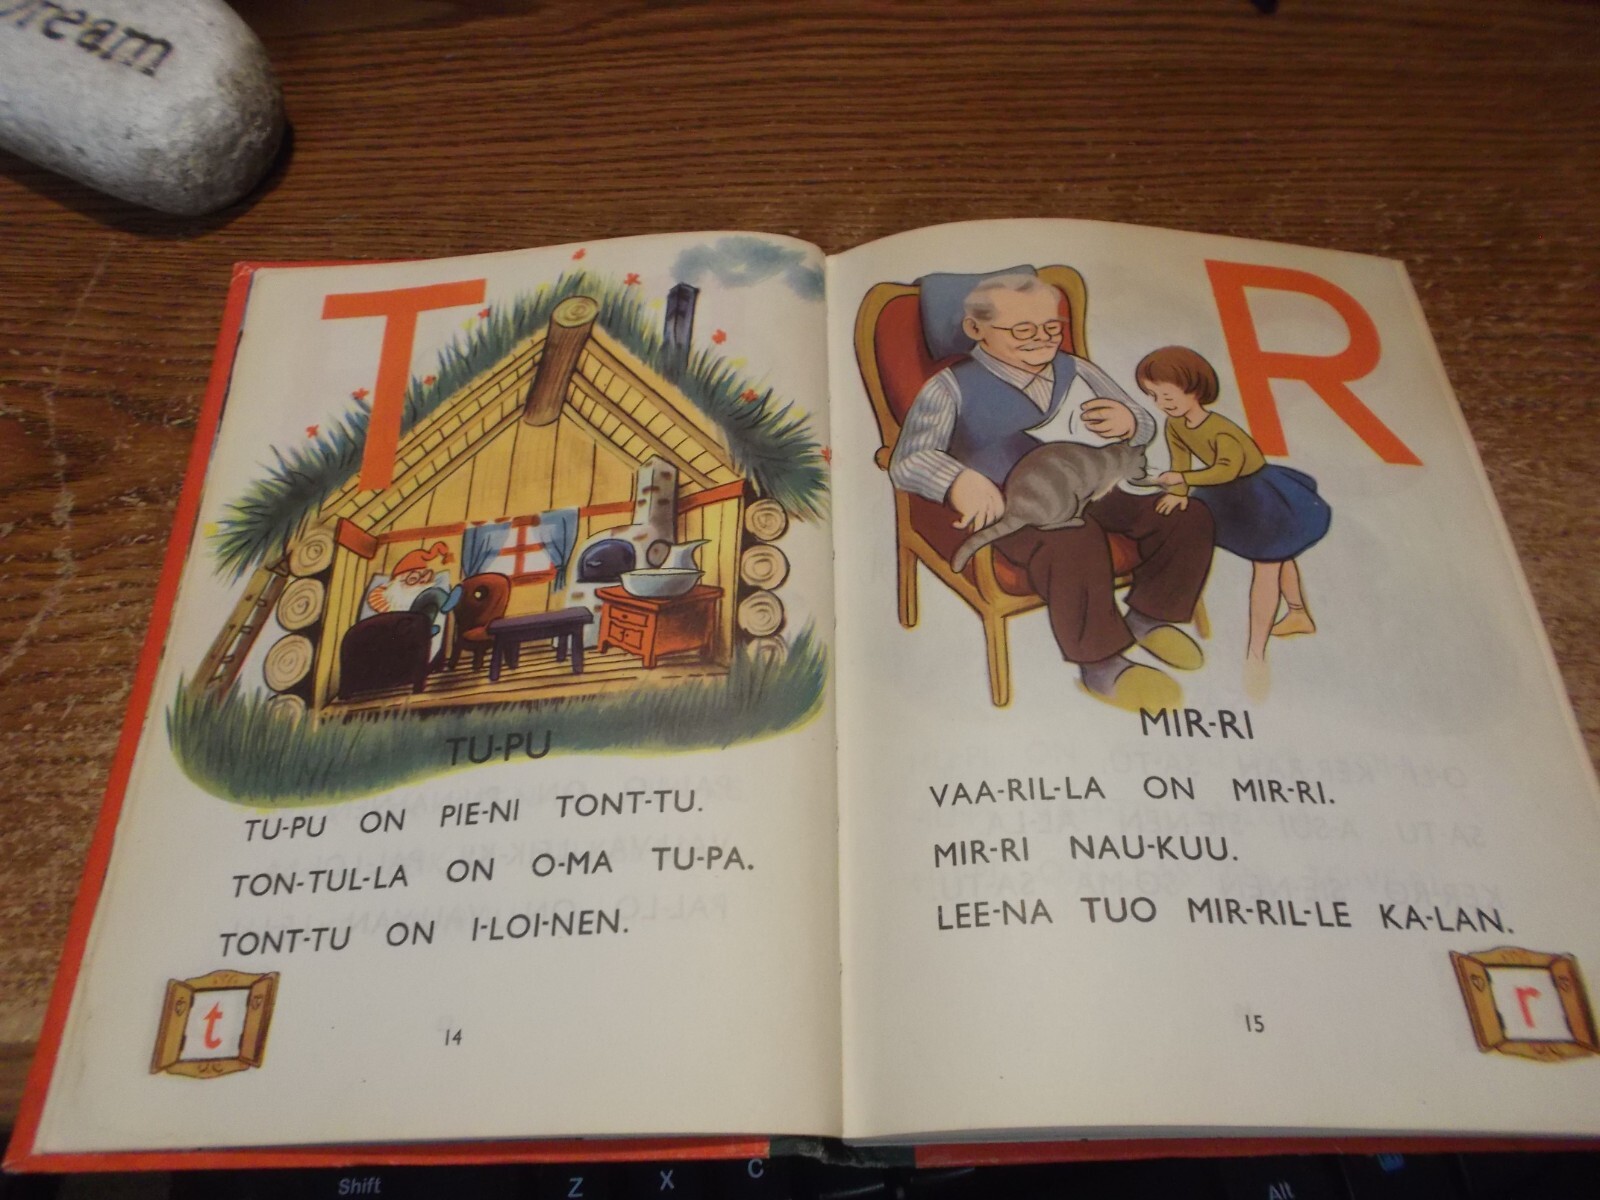 ream
T
TU-PU
TU-PU ON PIE-NI TONT-TU.
TON-TUL-LA ON O-MA TU-PA.
TONT-TU ON I-LOI-NEN.
t
14
R
MIR-RI
VAA-RIL-LA ON MIR-RI.
MIR-RI NAU-KUU.
LEE-NA TUO MIR-RIL-LE KA-LAN.
r
15
Shift Z X C Alt